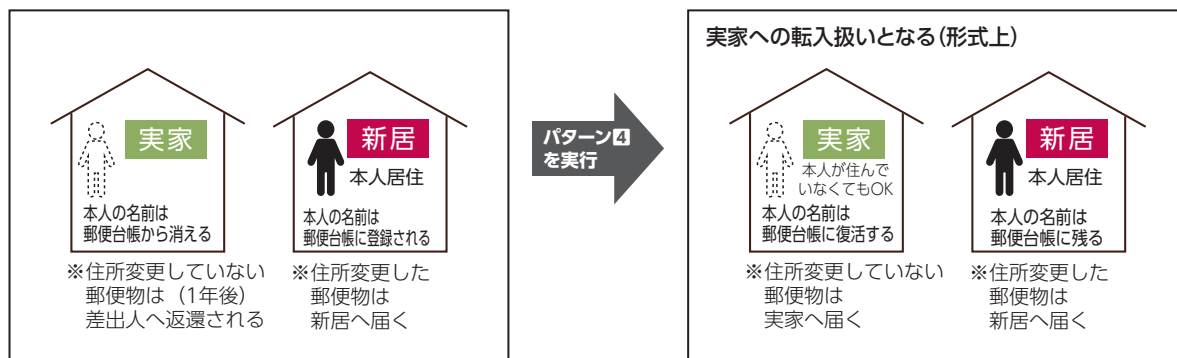 実家
新居
本人居住
本人の名前は
郵便台帳から消える
本人の名前は
郵便台帳に登録される
※住所変更していない
郵便物は（1年後）
差出人へ返還される
※住所変更した
郵便物は
新居へ届く
パターン4
を実行
実家への転入扱いとなる（形式上）
実家
本人が住んで
いなくてもOK
本人の名前は
郵便台帳に復活する
新居
本人居住
本人の名前は
郵便台帳に残る
※住所変更していない
郵便物は
実家へ届く
※住所変更した
郵便物は
新居へ届く